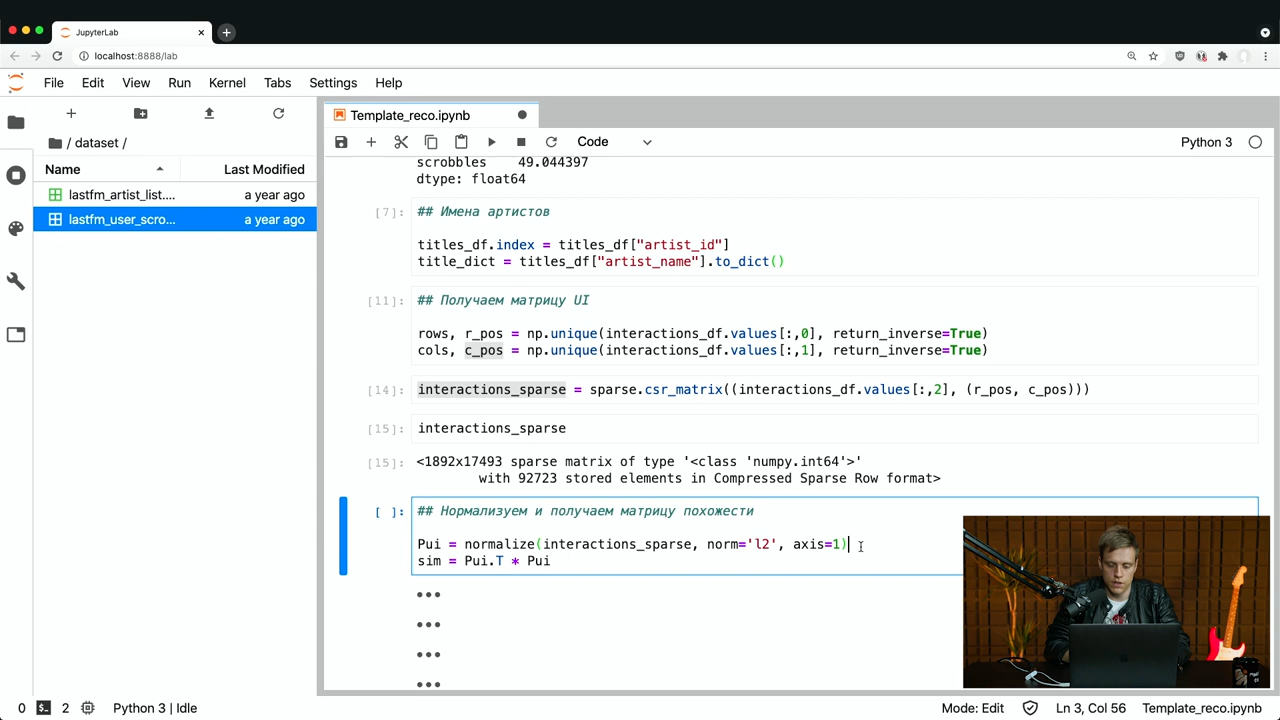 JupyterLab
localhost:8888/lab
File Edit View Run Kernel Tabs Settings Help
Template_reco.ipynb
/ dataset /
Code
Python 3
Name Last Modified
lastfm_artist_list.... a year ago
lastfm_user_scro... a year ago
scrobbles 49.044397
dtype: float64
[7]: ## Имена артистов
titles_df.index = titles_df["artist_id"]
title_dict = titles_df["artist_name"].to_dict()
[11]: ## Получаем матрицу UI
rows, r_pos = np.unique(interactions_df.values[:,0], return_inverse=True)
cols, c_pos = np.unique(interactions_df.values[:,1], return_inverse=True)
[14]: interactions_sparse = sparse.csr_matrix((interactions_df.values[:,2], (r_pos, c_pos)))
[15]: interactions_sparse
[15]: <1892x17493 sparse matrix of type '<class 'numpy.int64'>'
with 92723 stored elements in Compressed Sparse Row format>
[ ]: ## Нормализуем и получаем матрицу похожести
Pui = normalize(interactions_sparse, norm='l2', axis=1)
sim = Pui.T * Pui
0 2 Python 3 | Idle Mode: Edit Ln 3, Col 56 Template_reco.ipynb